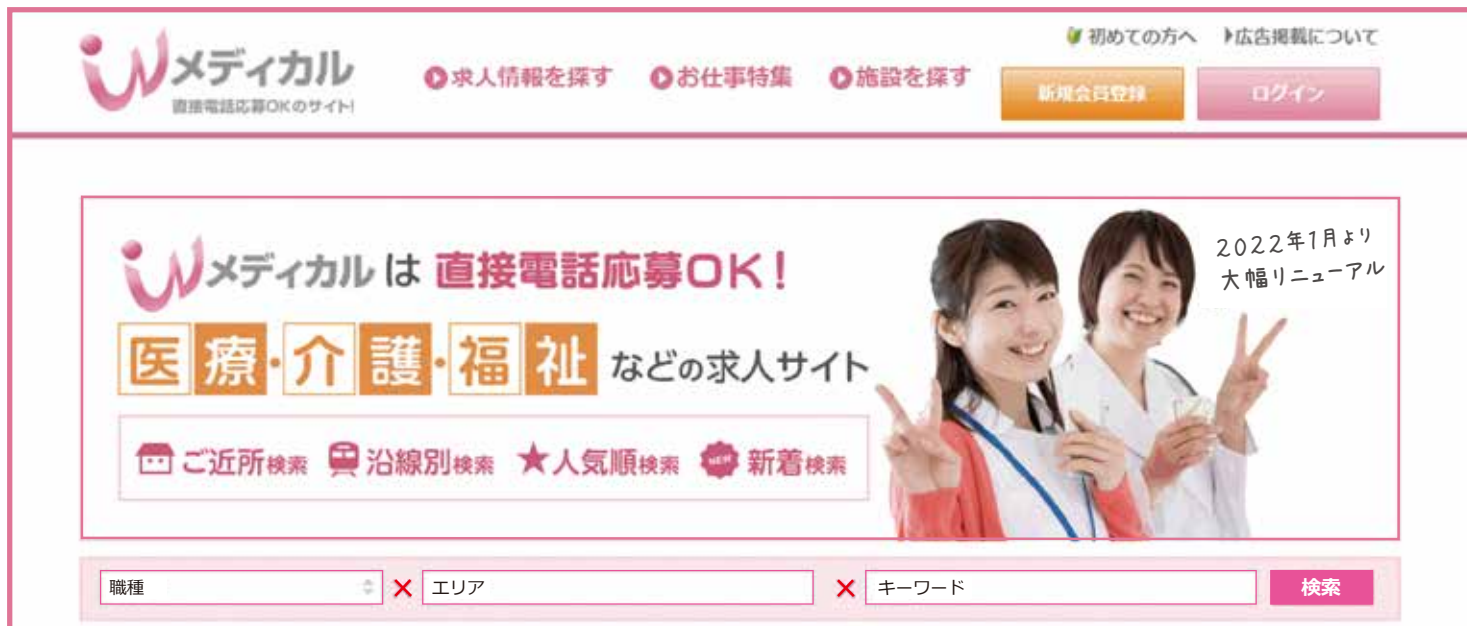 初めての方へ 広告掲載について
iWメディカル
直接電話応募OKのサイト!
求人情報を探す お仕事特集 施設を探す
新規会員登録 ログイン
iWメディカルは直接電話応募OK!
2022年1月より
大幅リニューアル
医療・介護・福祉などの求人サイト
ご近所検索 沿線別検索 ★人気順検索 NEW 新着検索
職種 × エリア × キーワード 検索